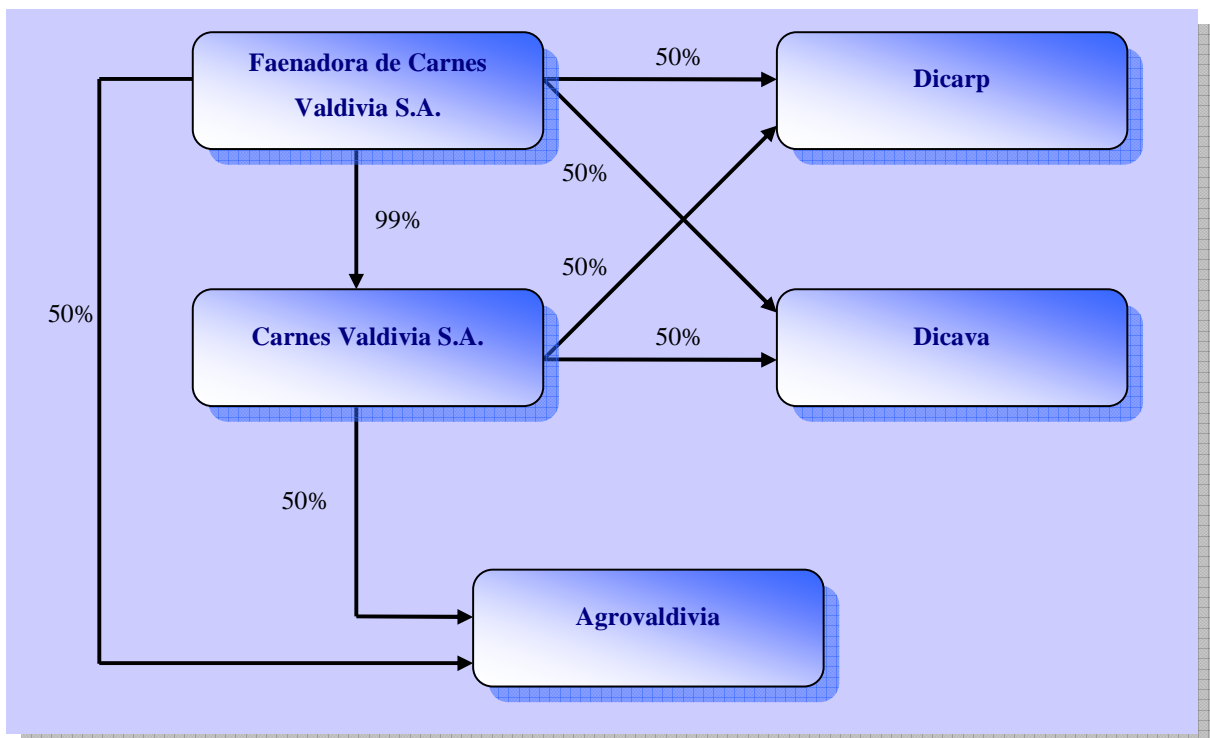 Faenadora de Carnes
Valdivia S.A.
50%
Dicarp
50%
99%
50%
50%
Carnes Valdivia S.A.
50%
Dicava
50%
Agrovaldivia